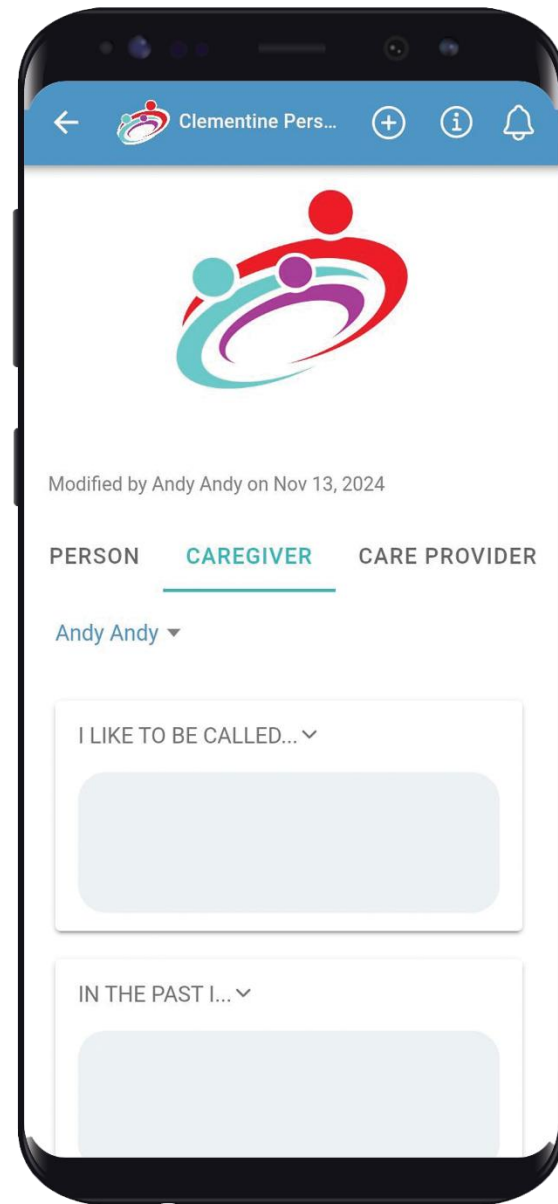 Clementine Pers...
Modified by Andy Andy on Nov 13, 2024
PERSON CAREGIVER CARE PROVIDER
Andy Andy
I LIKE TO BE CALLED...
IN THE PAST I...